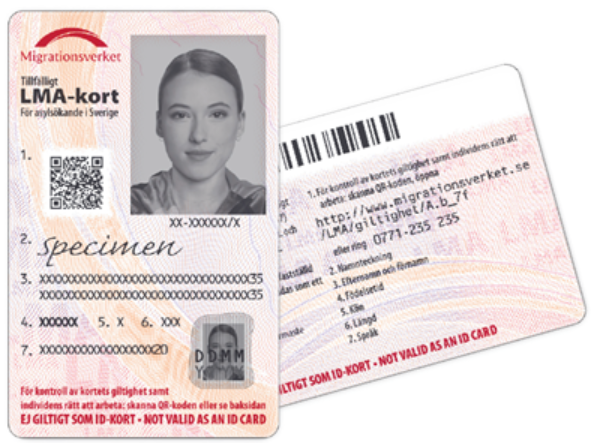 Migrationsverket
Tillfälligt
LMA-kort
För asylsökande i Sverige
1.
XX-XXXXXX/X
2. Specimen
3. XXXXXXXXXXXXXXXXXXXXXXXXXXXXXXXXX35
XXXXXXXXXXXXXXXXXXXXXXXXXXXXXXXXX35
4. XXXXXX 5. X 6. XXX
7. XXXXXXXXXXXXXXXXXX20
DDMM
För kontroll av kortets giltighet samt
individens rätt att arbeta: skanna QR-koden eller se baksidan
EJ GILTIGT SOM ID-KORT - NOT VALID AS AN ID CARD
1. För kontroll av kortets giltighet samt individens rätt att
arbeta: skanna QR-koden, öppna
http://www.migrationsverket.se
/LMA/giltighet/A.b_7f
eller ring 0771-235 235
2. Namnteckning
3. Efternamn och förnamn
4. Födelsetid
5. Kön
6. Längd
7. Språk
SOM ID-KORT - NOT VALID AS AN ID CARD